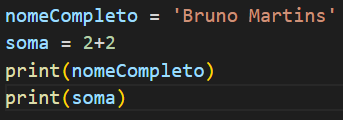 nomeCompleto = 'Bruno Martins'
soma = 2+2
print(nomeCompleto)
print(soma)